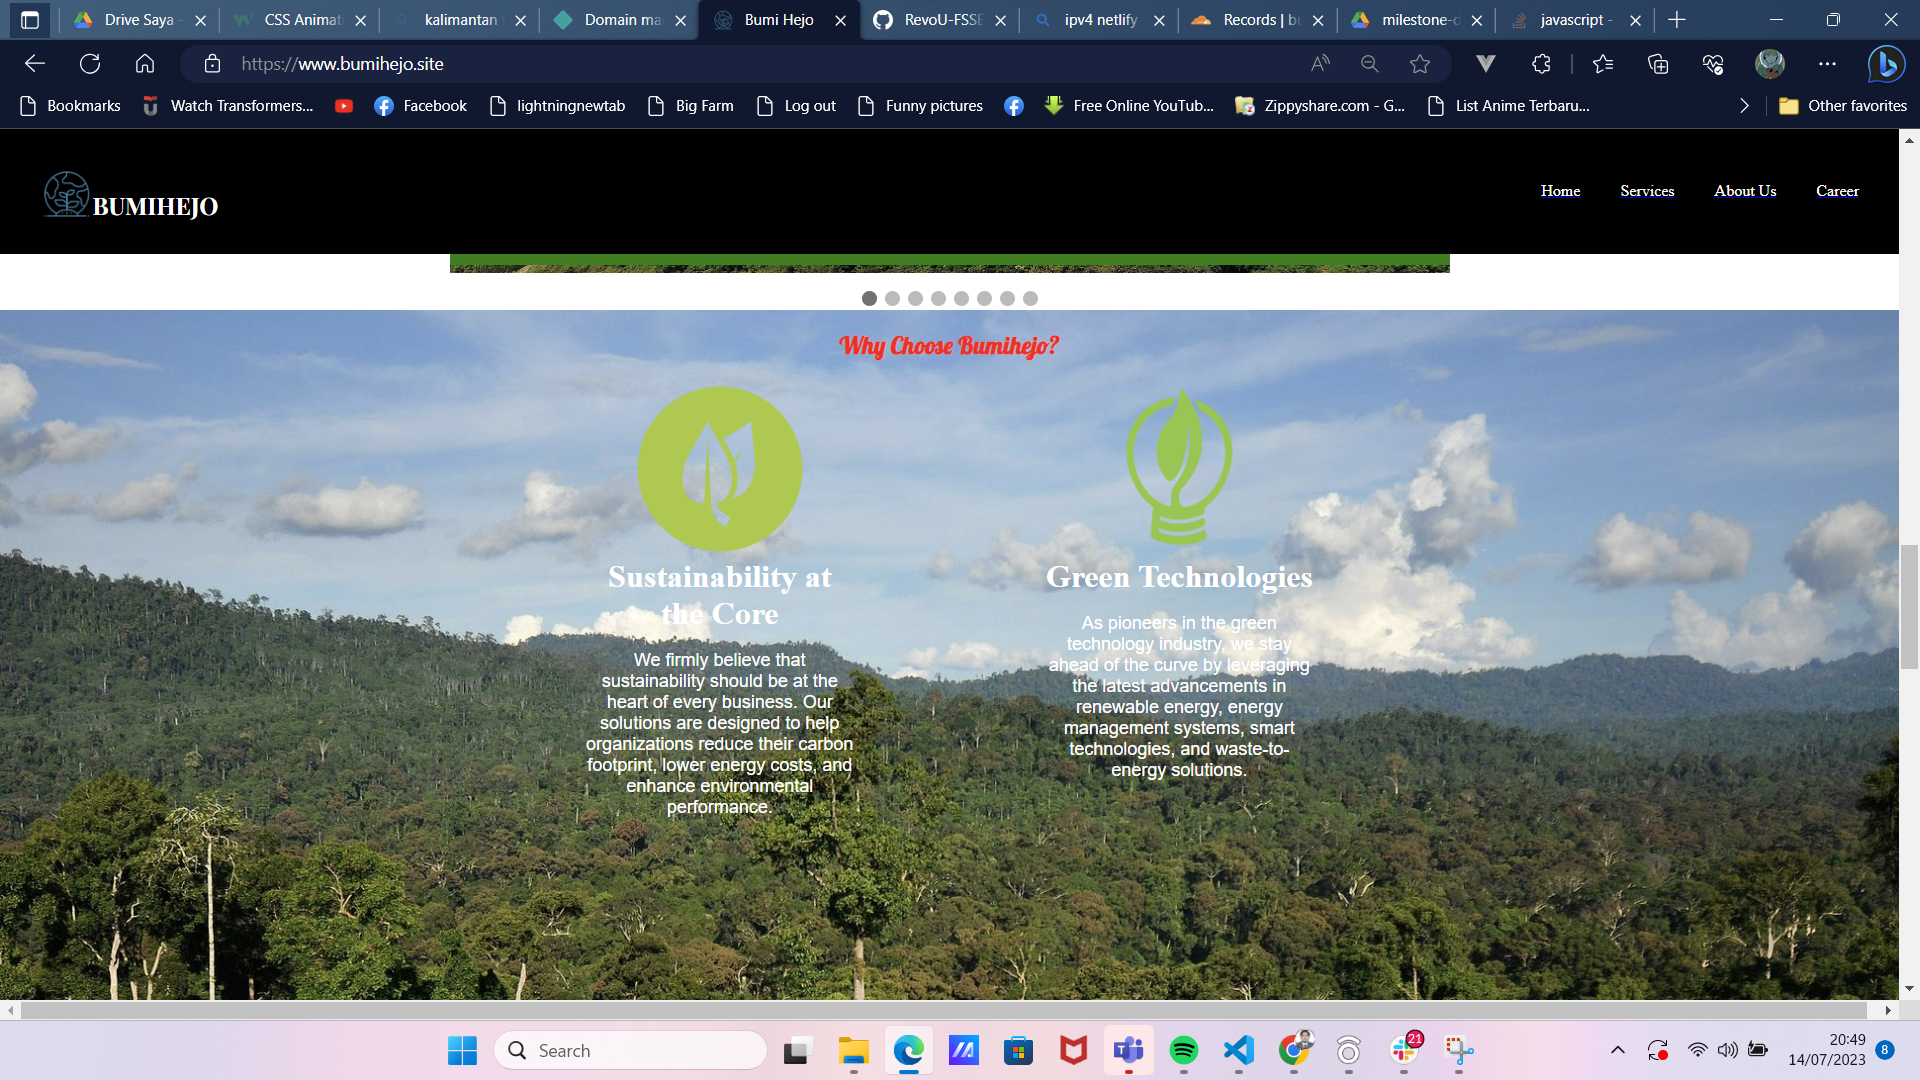 Drive Saya -
CSS Animati
kalimantan
Domain ma
Bumi Hejo
RevoU-FSSE
ipv4 netlify
Records | b
milestone-d
javascript -
https://www.bumihejo.site
Bookmarks
Watch Transformers...
Facebook
lightningnewtab
Big Farm
Log out
Funny pictures
Free Online YouTub...
Zippyshare.com - G...
List Anime Terbaru...
Other favorites
BUMIHEJO
Home
Services
About Us
Career
Why Choose Bumihejo?
Sustainability at
the Core
We firmly believe that
sustainability should be at the
heart of every business. Our
solutions are designed to help
organizations reduce their carbon
footprint, lower energy costs, and
enhance environmental
performance.
Green Technologies
As pioneers in the green
technology industry, we stay
ahead of the curve by leveraging
the latest advancements in
renewable energy, energy
management systems, smart
technologies, and waste-to-
energy solutions.
Search
21
20:49
14/07/2023
8